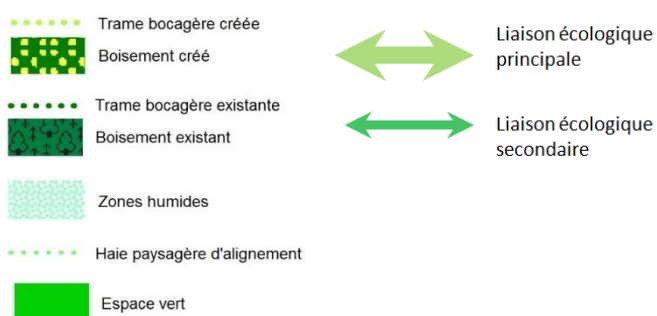 Trame bocagère créée
Boisement créé
Trame bocagère existante
Boisement existant
Zones humides
Haie paysagère d'alignement
Espace vert
Liaison écologique
principale
Liaison écologique
secondaire